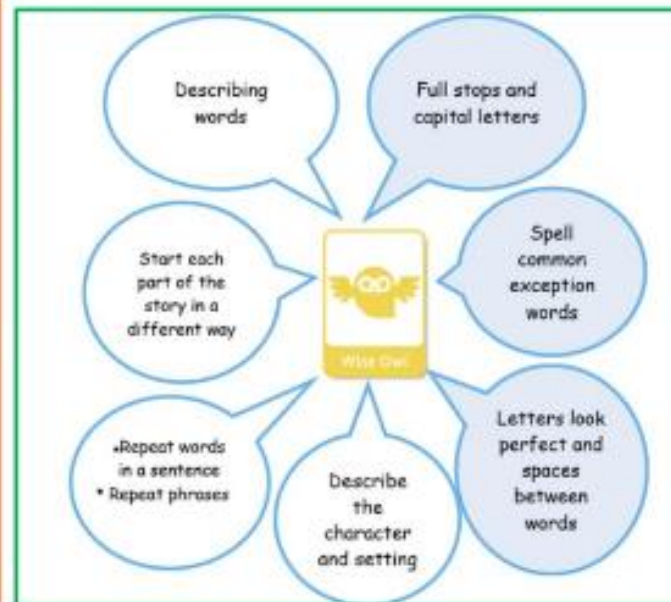 Describing
words
Full stops and
capital letters
Start each
part of the
story in a
different way
Spell
common
exception
words
Wise Owl
*Repeat words
in a sentence
* Repeat phrases
Describe
the
character
and setting
Letters look
perfect and
spaces
between
words